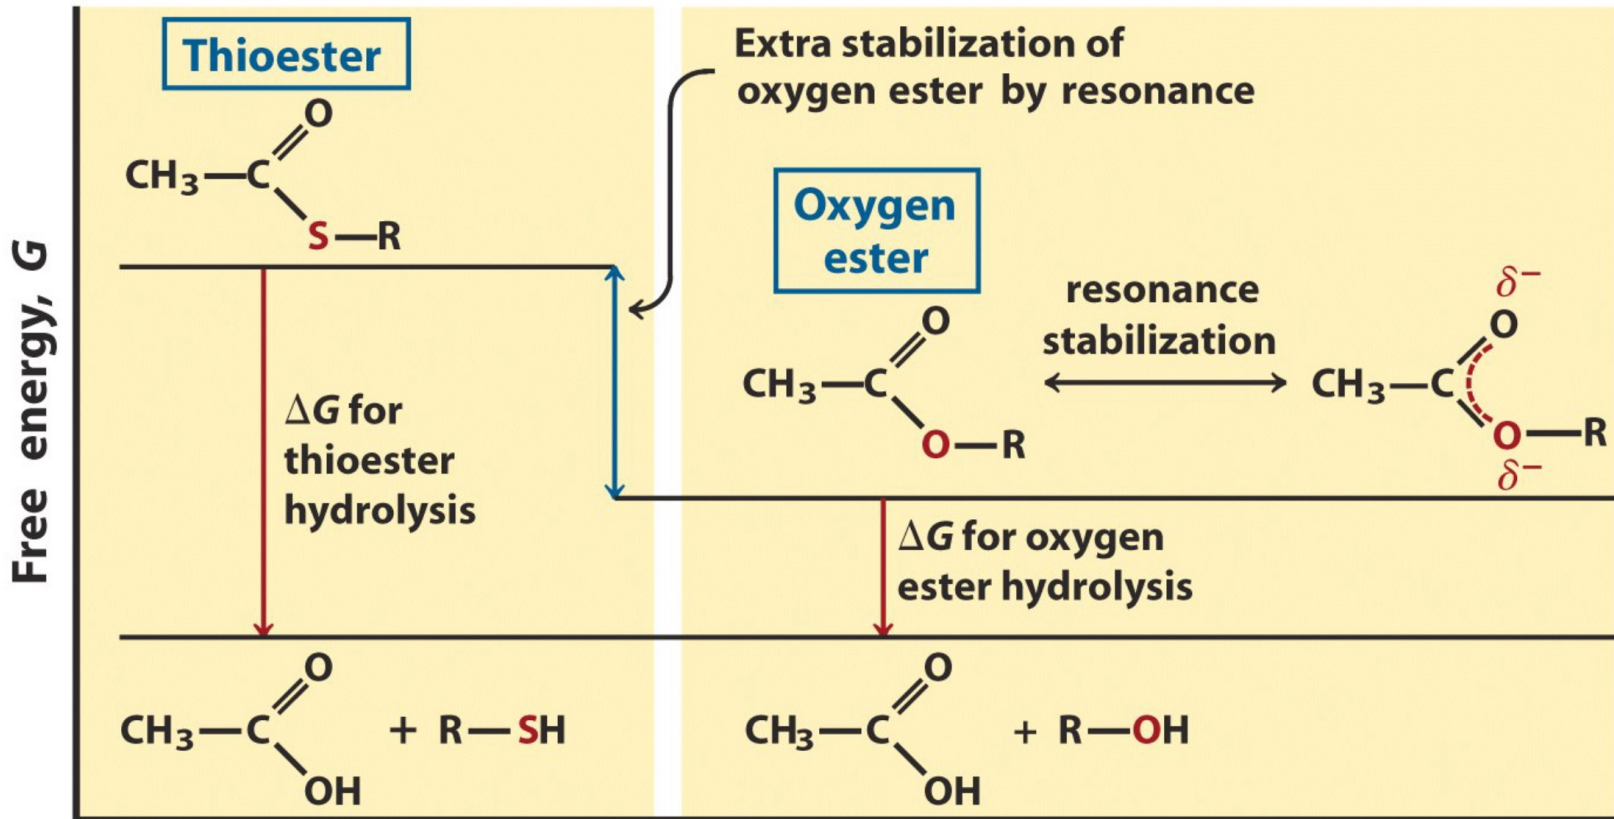 Free energy, G
Thioester
O
CH₃—C
S—R
Extra stabilization of
oxygen ester by resonance
Oxygen
ester
O
CH₃—C
O—R
resonance
stabilization
δ−
O
CH₃—C
O—R
δ−
ΔG for
thioester
hydrolysis
ΔG for oxygen
ester hydrolysis
O
CH₃—C + R—SH
OH
O
CH₃—C + R—OH
OH